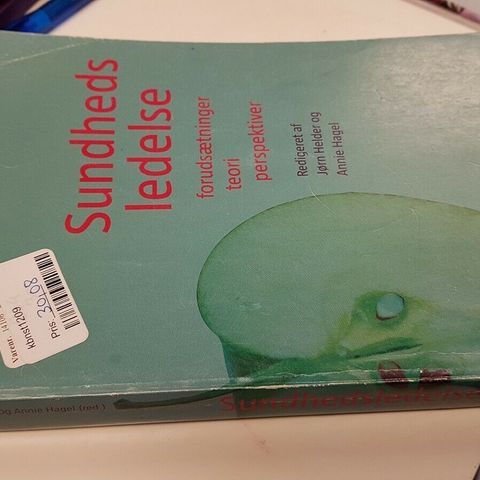 Sundheds
ledelse
forudsætninger
teori
perspektiver
Redigeret af
Jørn Helder og
Annie Hagel
kbnst1209
Pris: 30.08
og Annie Hagel (red.)
Sundhedsledelse